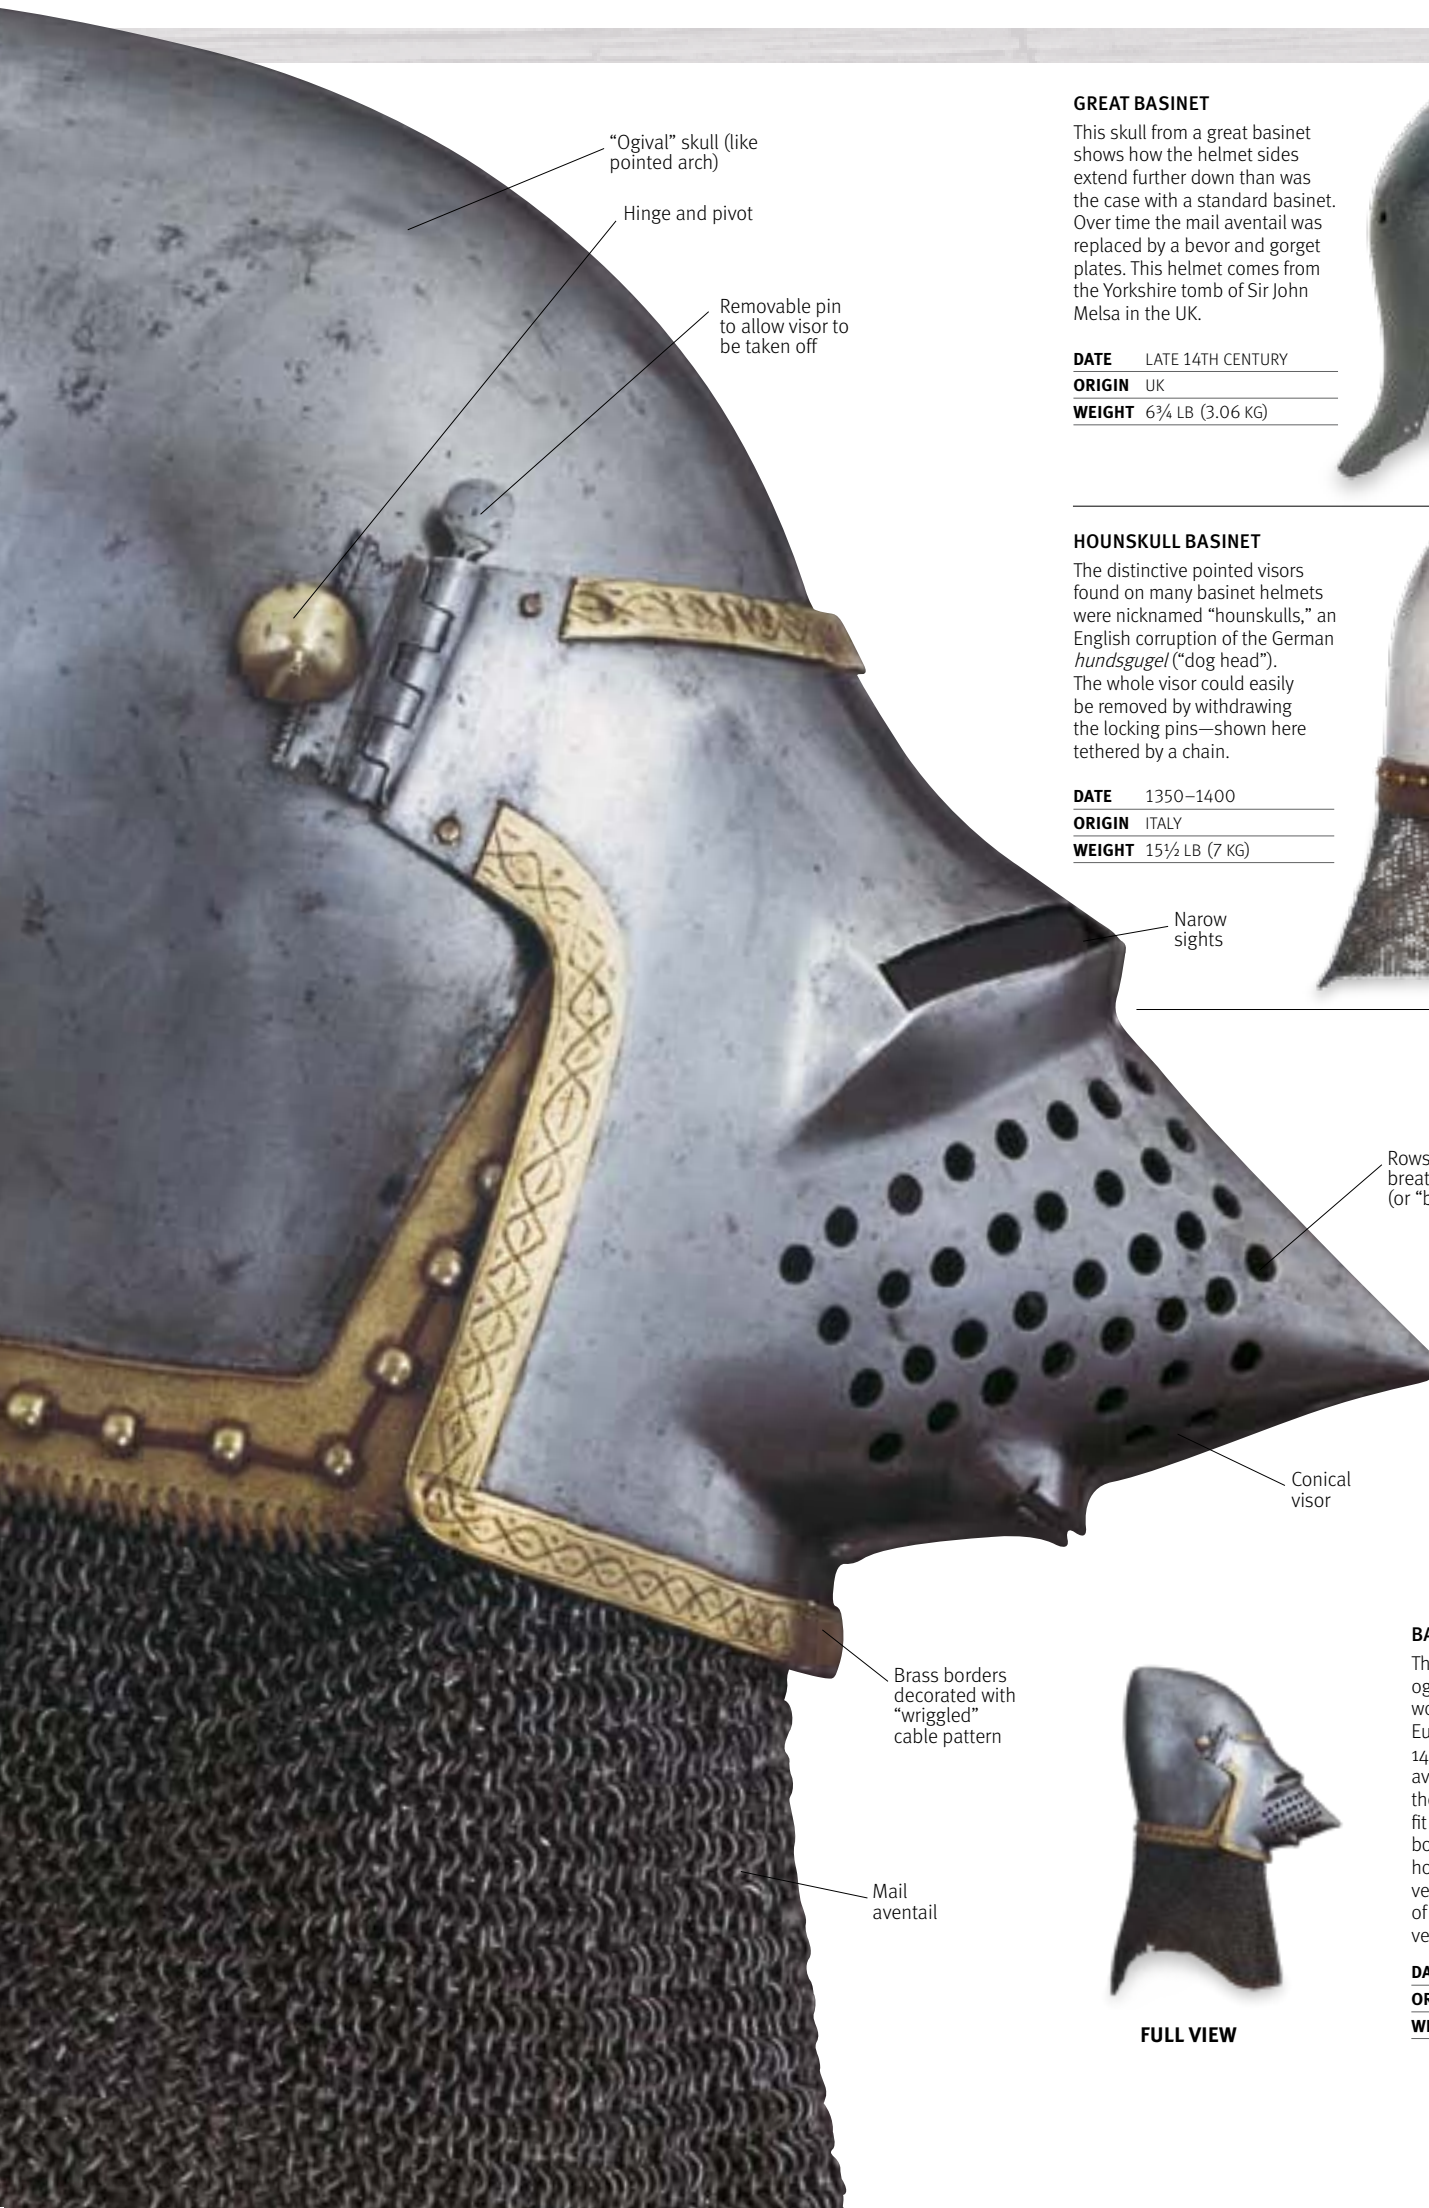 GREAT BASINET
This skull from a great basinet
shows how the helmet sides
extend further down than was
the case with a standard basinet.
Over time the mail aventail was
replaced by a bevor and gorget
plates. This helmet comes from
the Yorkshire tomb of Sir John
Melsa in the UK.
DATE LATE 14TH CENTURY
ORIGIN UK
WEIGHT 6¾ LB (3.06 KG)
“Ogival” skull (like
pointed arch)
Hinge and pivot
Removable pin
to allow visor to
be taken off
HOUNSKULL BASINET
The distinctive pointed visors
found on many basinet helmets
were nicknamed “hounskulls,” an
English corruption of the German
hundsgugel (“dog head”).
The whole visor could easily
be removed by withdrawing
the locking pins—shown here
tethered by a chain.
DATE 1350–1400
ORIGIN ITALY
WEIGHT 15½ LB (7 KG)
Narow
sights
Rows
Conical
visor
Brass borders
decorated with
“wriggled”
cable pattern
Mail
aventail
FULL VIEW